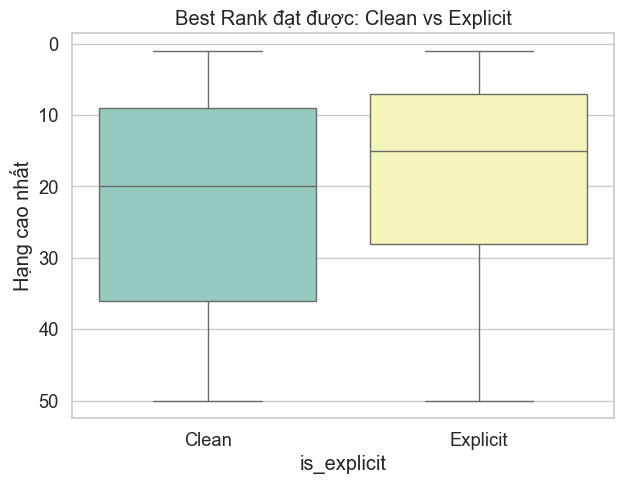 Best Rank đạt được: Clean vs Explicit
Hạng cao nhất
0
10
20
30
40
50
Clean
Explicit
is_explicit